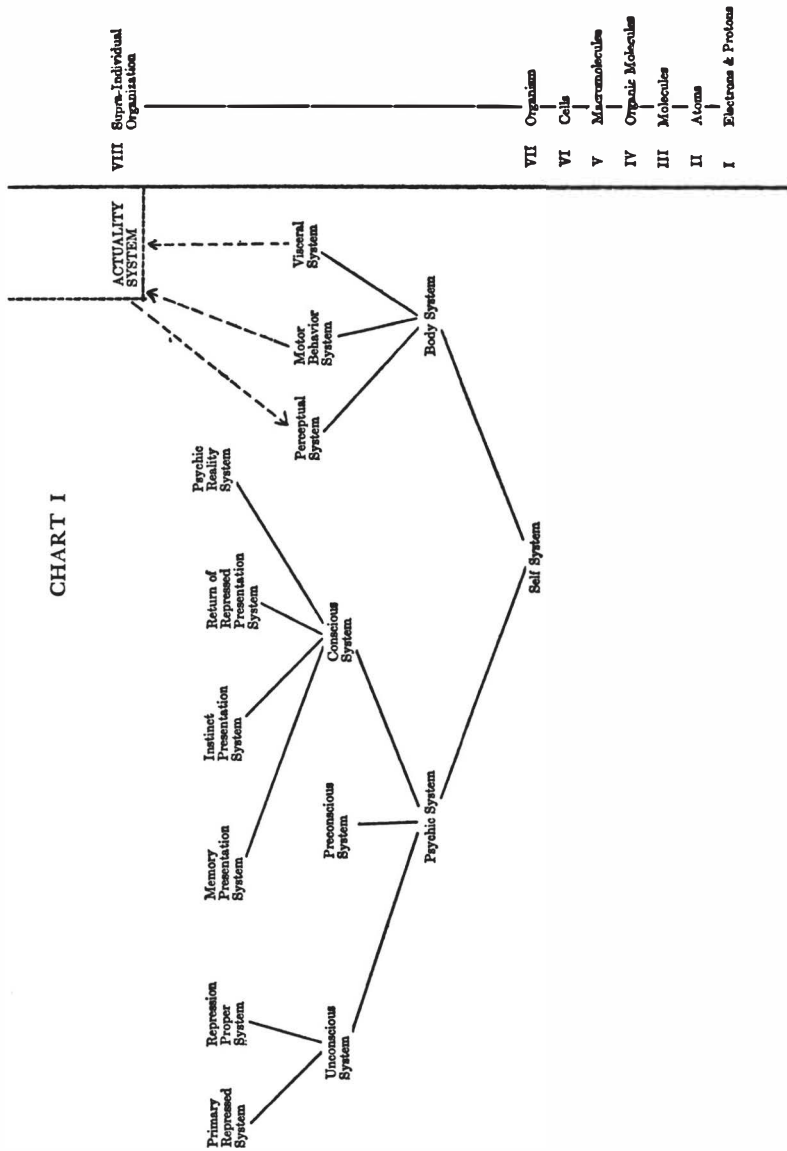 CHART I
ACTUALITY
SYSTEM
Primary
Repressed
System
Repression
Proper
System
Memory
Presentation
System
Instinct
Presentation
System
Return of
Repressed
Presentation
System
Psychic
Reality
System
Unconscious
System
Preconscious
System
Conscious
System
Perceptual
System
Motor
Behavior
System
Visceral
System
Psychic System
Body System
Self System
VIII Supra-Individual
Organization
VII Organism
VI Cells
V Macromolecules
IV Organic Molecules
III Molecules
II Atoms
I Electrons & Protons